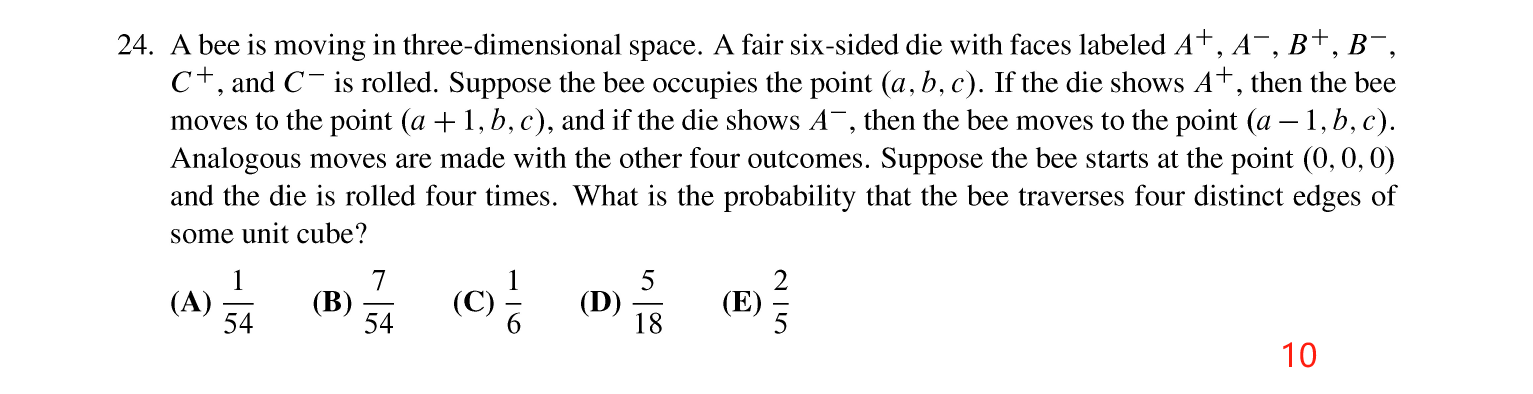 24. A bee is moving in three-dimensional space. A fair six-sided die with faces labeled A⁺, A⁻, B⁺, B⁻,
C⁺, and C⁻ is rolled. Suppose the bee occupies the point (a, b, c). If the die shows A⁺, then the bee
moves to the point (a + 1, b, c), and if the die shows A⁻, then the bee moves to the point (a − 1, b, c).
Analogous moves are made with the other four outcomes. Suppose the bee starts at the point (0, 0, 0)
and the die is rolled four times. What is the probability that the bee traverses four distinct edges of
some unit cube?
(A) 1/54 (B) 7/54 (C) 1/6 (D) 5/18 (E) 2/5
10